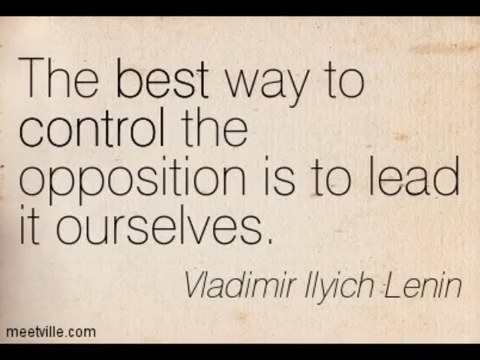 The best way to
control the
opposition is to lead
it ourselves.
Vladimir Ilyich Lenin
meetville.com